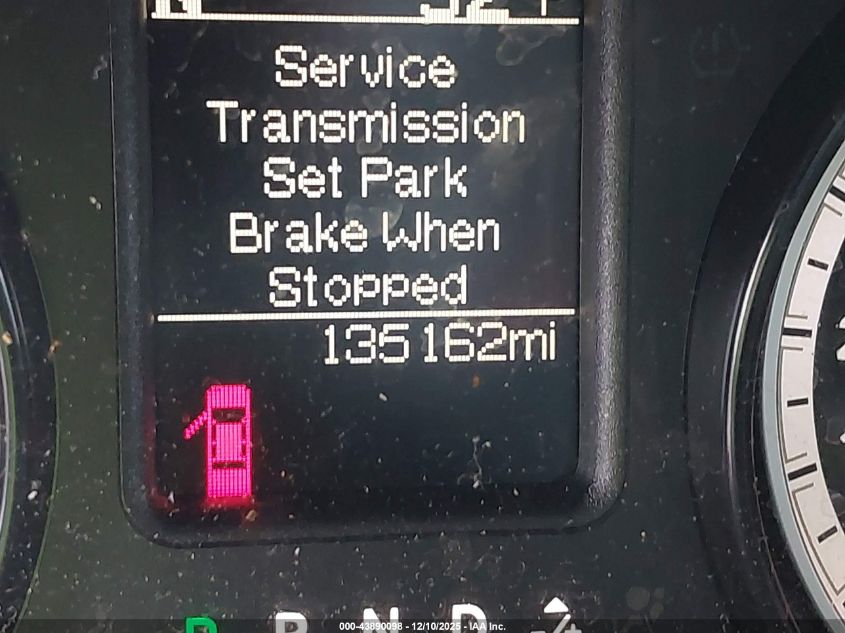 Service
Transmission
Set Park
Brake When
Stopped
135162mi
P R N D
000-43890098 - 12/10/2025 - IAA Inc.